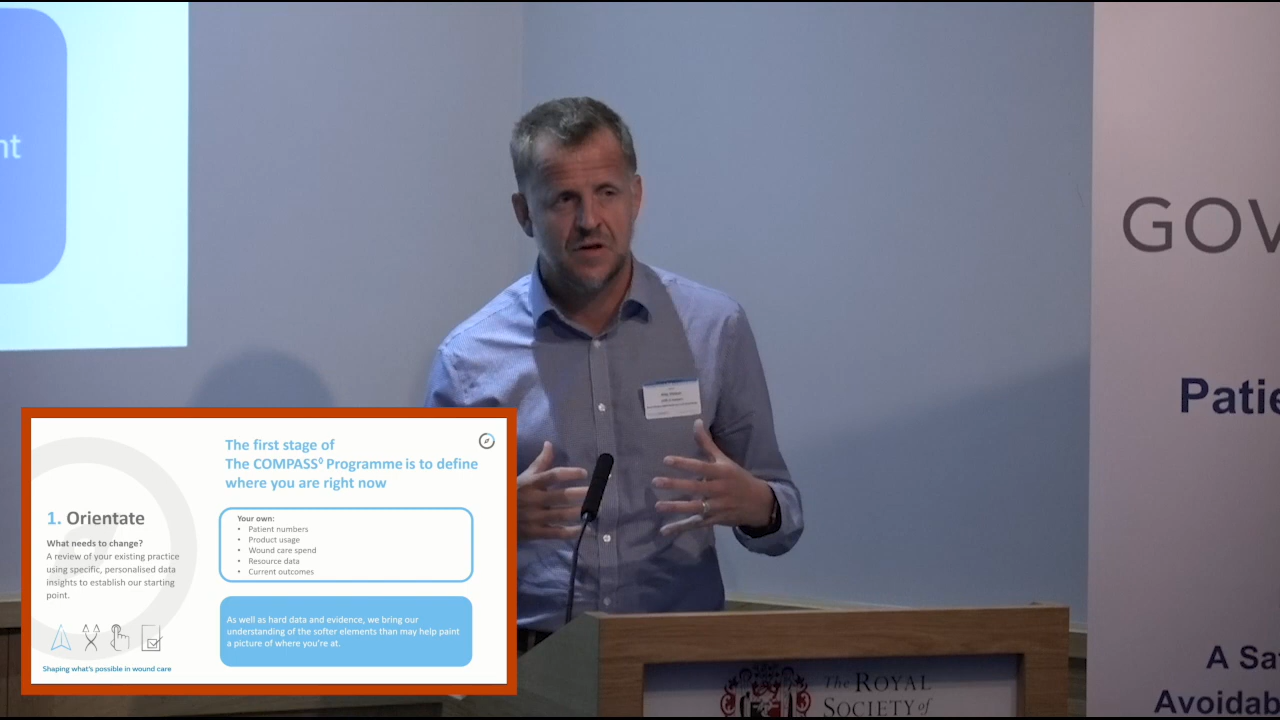 nt
GOV
Patie
A Sa
Avoidab
The ROYAL
SOCIETY of
The first stage of
The COMPASS◊ Programme is to define
where you are right now
1. Orientate
What needs to change?
A review of your existing practice
using specific, personalised data
insights to establish our starting
point.
Your own:
• Patient numbers
• Product usage
• Wound care spend
• Resource data
• Current outcomes
As well as hard data and evidence, we bring our
understanding of the softer elements than may help paint
a picture of where you're at.
Shaping what's possible in wound care